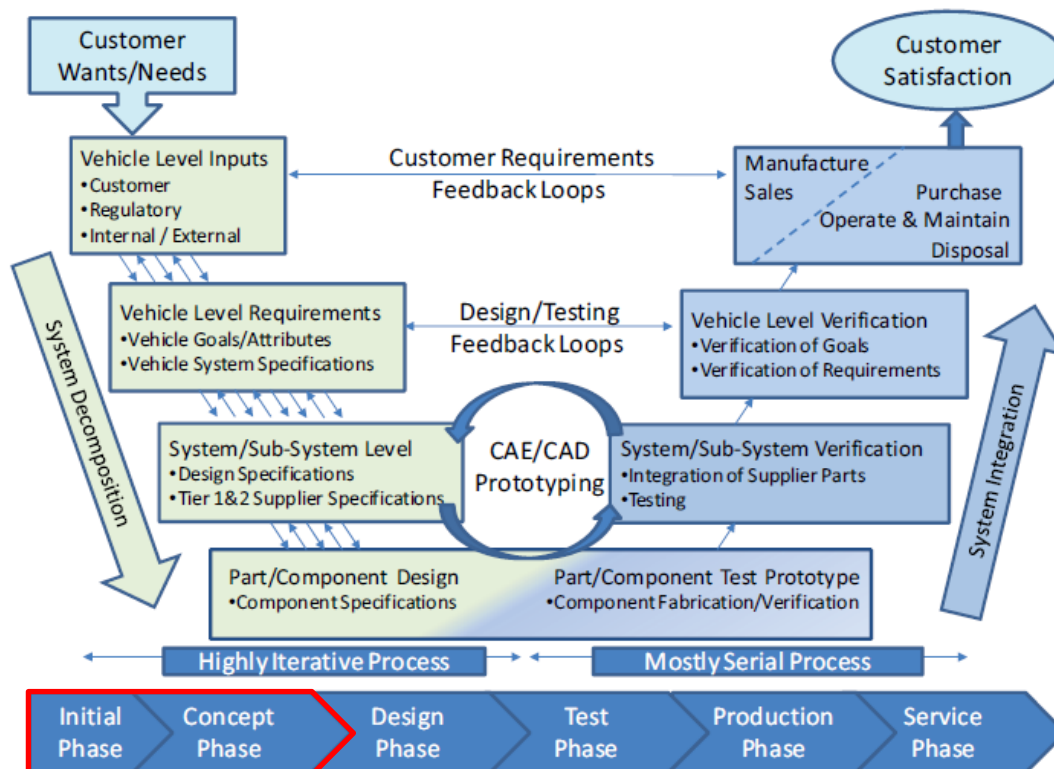 Customer
Wants/Needs
Customer
Satisfaction
Vehicle Level Inputs
•Customer
•Regulatory
•Internal / External
Customer Requirements
Feedback Loops
Manufacture
Sales
Purchase
Operate & Maintain
Disposal
System Decomposition
Vehicle Level Requirements
•Vehicle Goals/Attributes
•Vehicle System Specifications
Design/Testing
Feedback Loops
Vehicle Level Verification
•Verification of Goals
•Verification of Requirements
System Integration
System/Sub-System Level
•Design Specifications
•Tier 1&2 Supplier Specifications
CAE/CAD
Prototyping
System/Sub-System Verification
•Integration of Supplier Parts
•Testing
Part/Component Design
•Component Specifications
Part/Component Test Prototype
•Component Fabrication/Verification
Highly Iterative Process
Mostly Serial Process
Initial
Phase
Concept
Phase
Design
Phase
Test
Phase
Production
Phase
Service
Phase